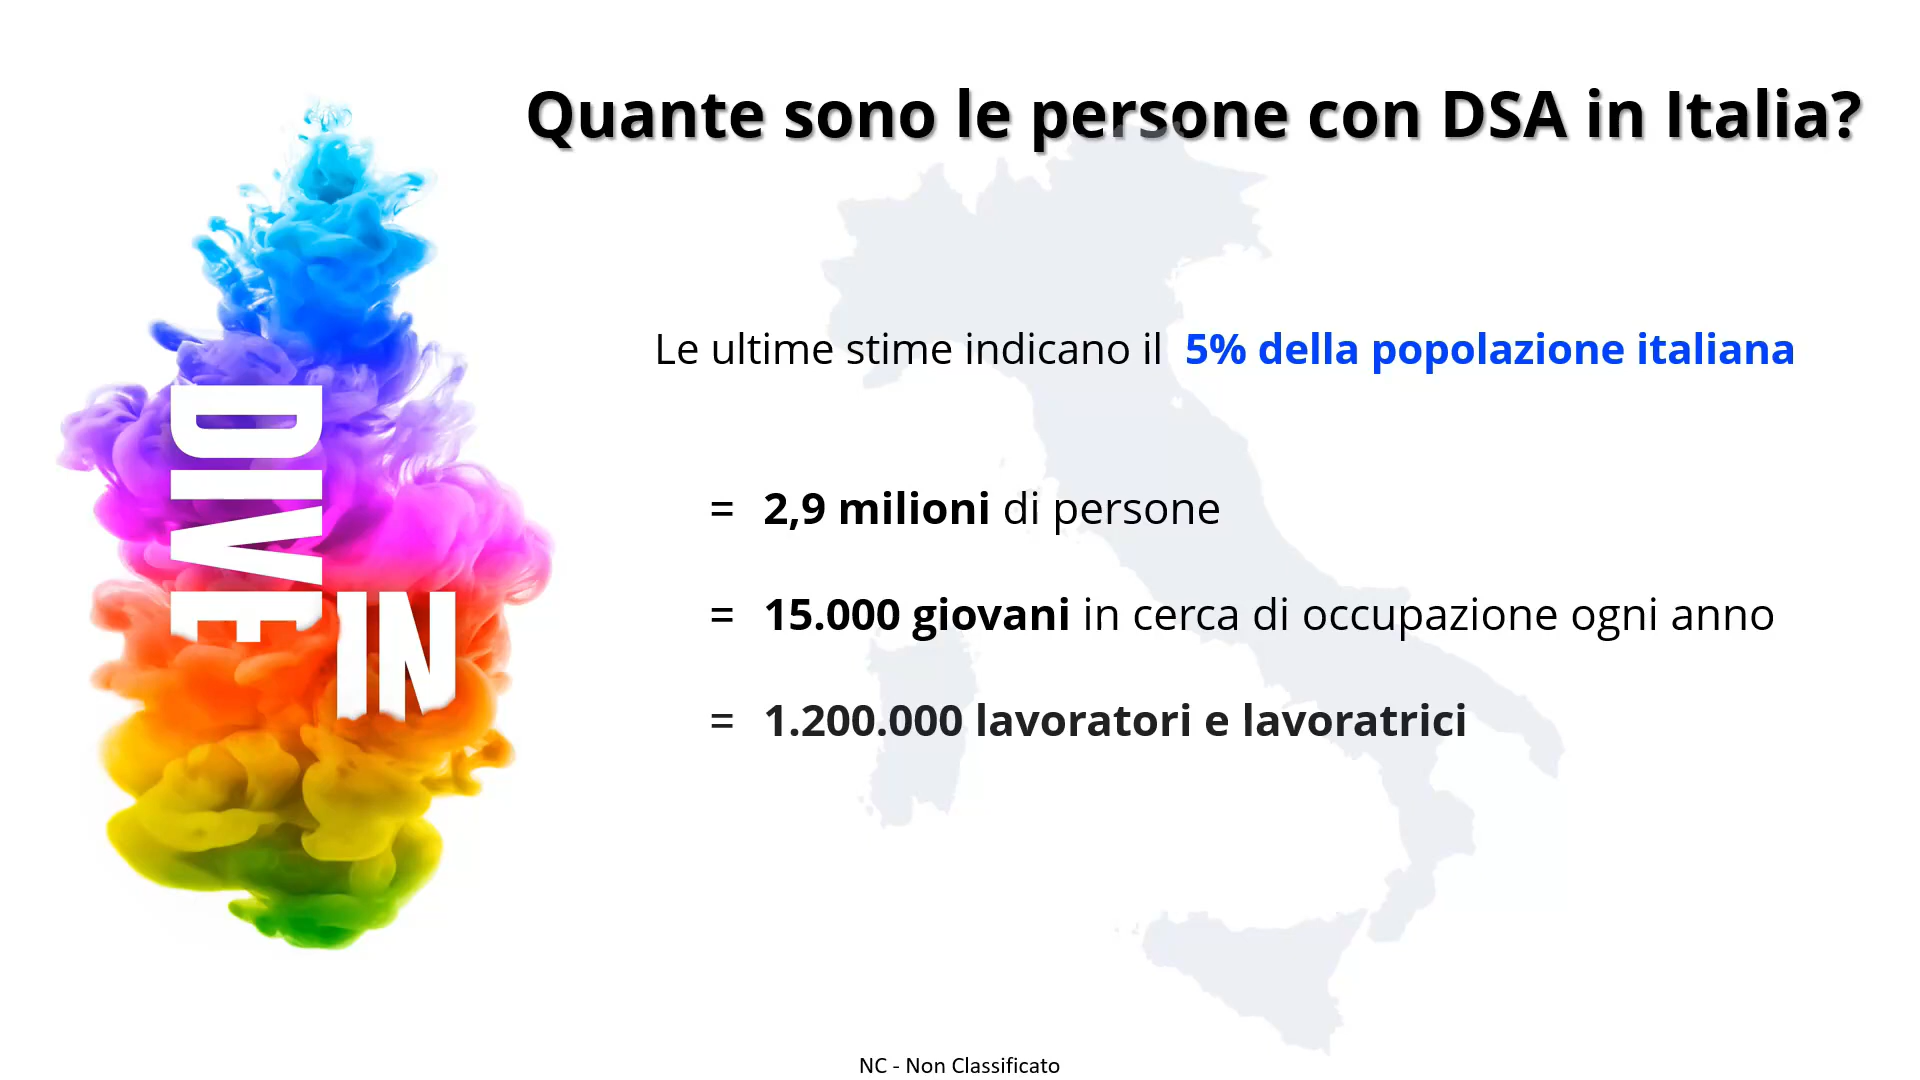 Quante sono le persone con DSA in Italia?
Le ultime stime indicano il 5% della popolazione italiana
= 2,9 milioni di persone
= 15.000 giovani in cerca di occupazione ogni anno
= 1.200.000 lavoratori e lavoratrici
DIVE
IN
NC - Non Classificato